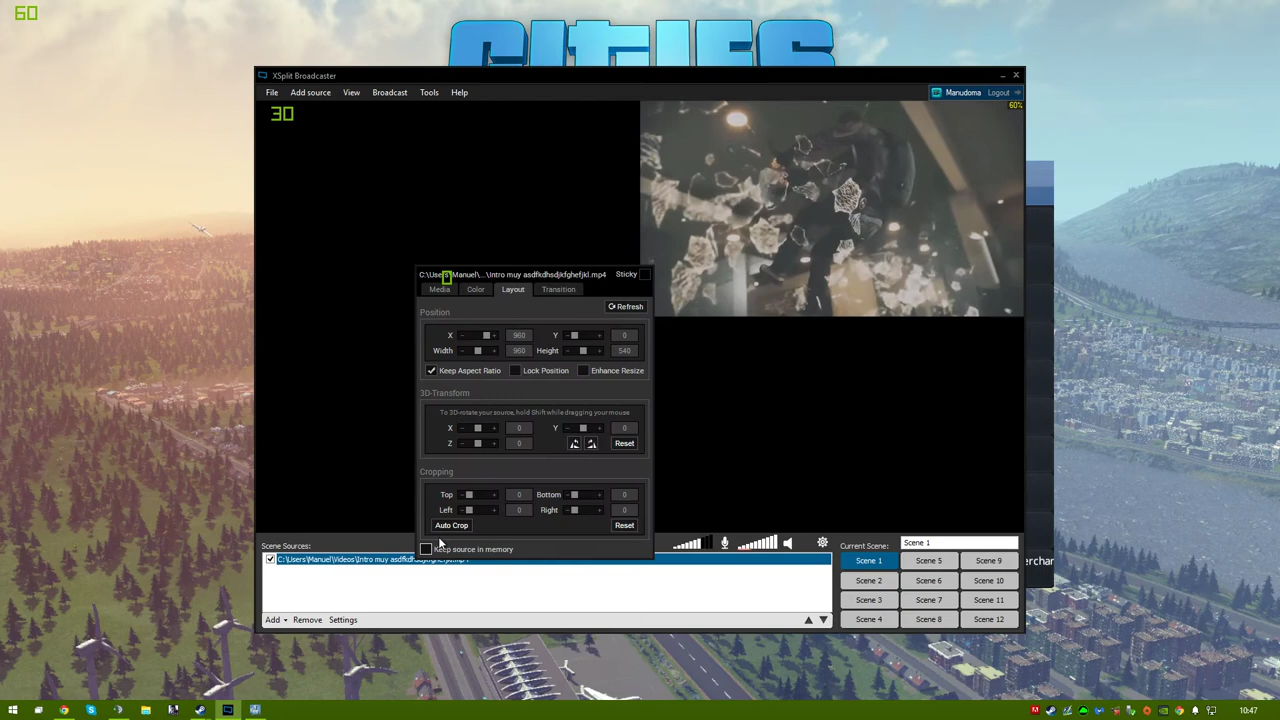 60
CITIES
XSplit Broadcaster
File Add source View Broadcast Tools Help
Manudoma Logout
30
60%
C:\Users\Manuel\...\Intro muy asdfkdhsdjkfghefjkl.mp4 Sticky
Media Color Layout Transition
Refresh
Position
X 960 Y 0
Width 960 Height 540
Keep Aspect Ratio Lock Position Enhance Resize
3D-Transform
To 3D-rotate your source, hold Shift while dragging your mouse
X 0 Y 0
Z 0 Reset
Cropping
Top 0 Bottom 0
Left 0 Right 0
Auto Crop Reset
Keep source in memory
Scene Sources:
Current Scene: Scene 1
Scene 1 Scene 5 Scene 9
Scene 2 Scene 6 Scene 10
Scene 3 Scene 7 Scene 11
Scene 4 Scene 8 Scene 12
Add Remove Settings
10:47